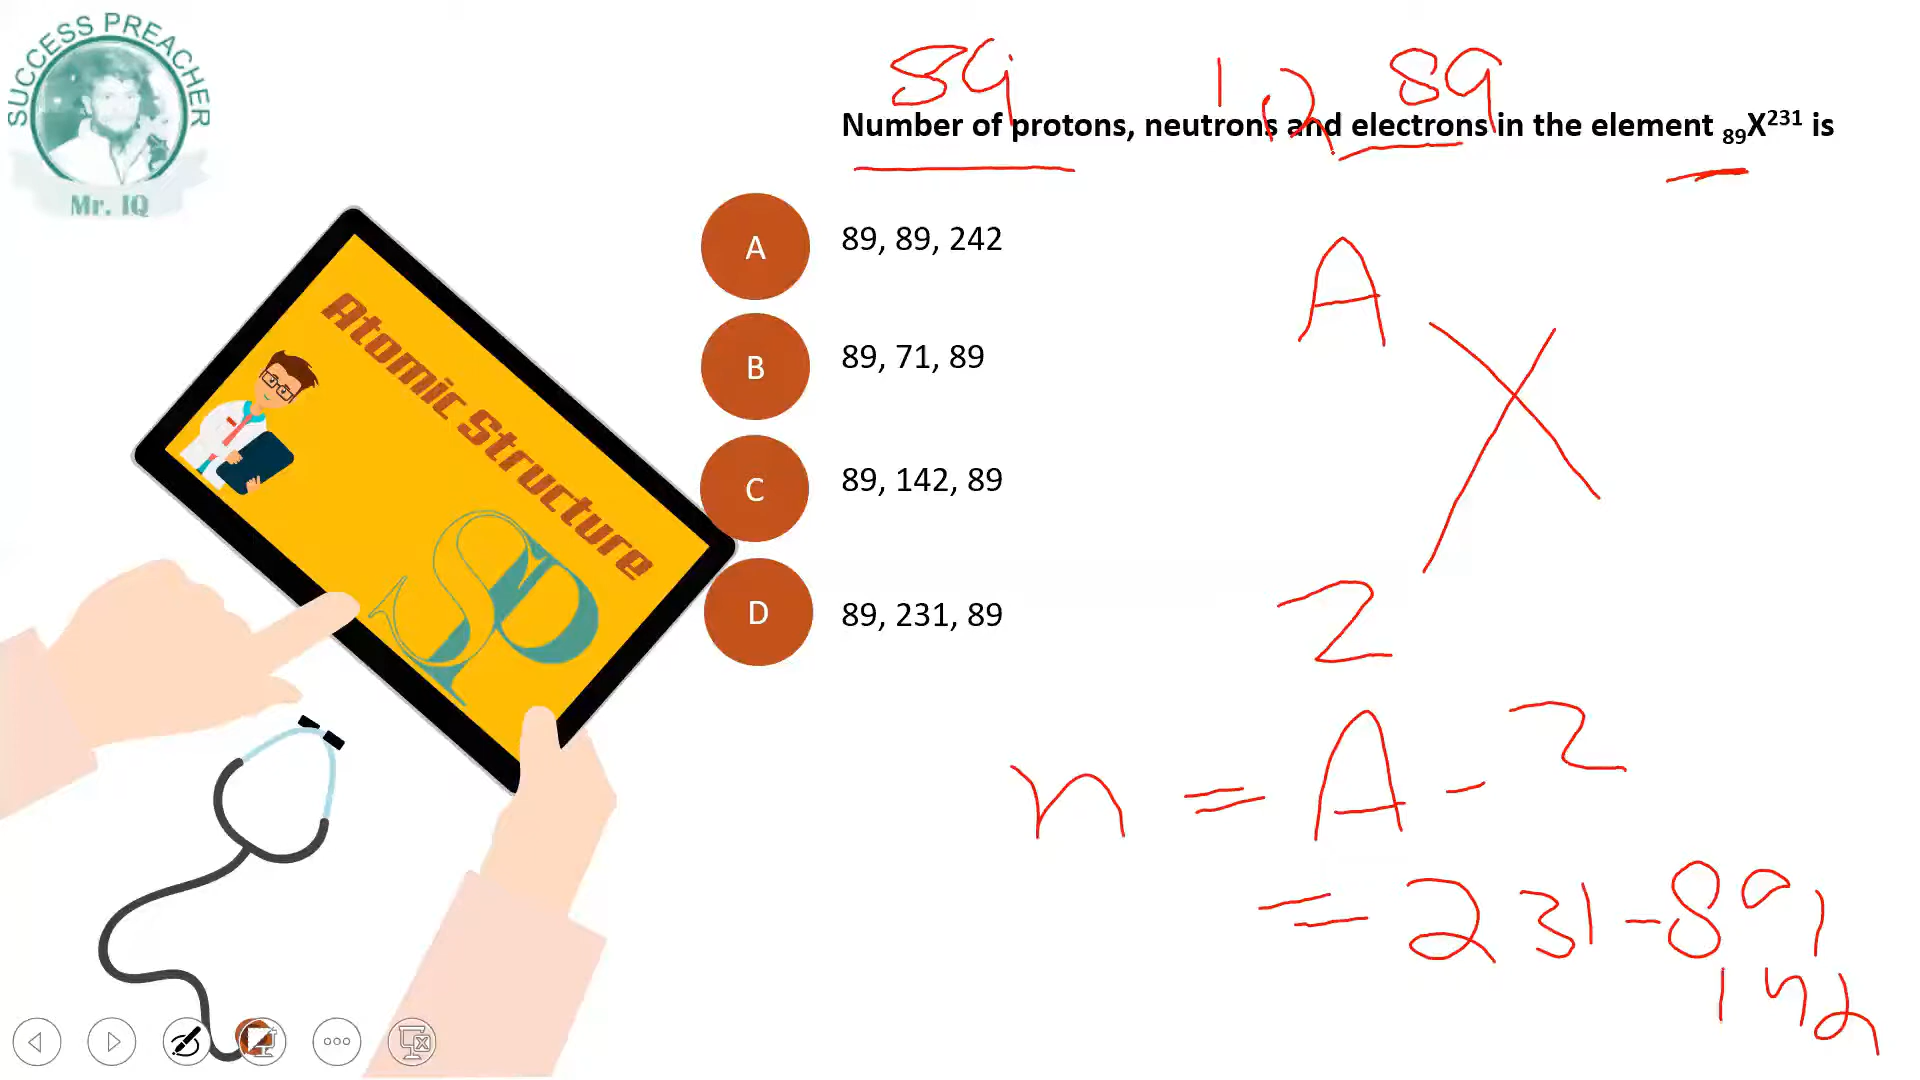 SUCCESS PREACHER
Mr. IQ
89 1 2 89
Number of protons, neutrons and electrons in the element ₈₉X²³¹ is
A 89, 89, 242
B 89, 71, 89
C 89, 142, 89
D 89, 231, 89
Atomic Structure
SP
A
X
Z
n = A - Z
= 231-89
142